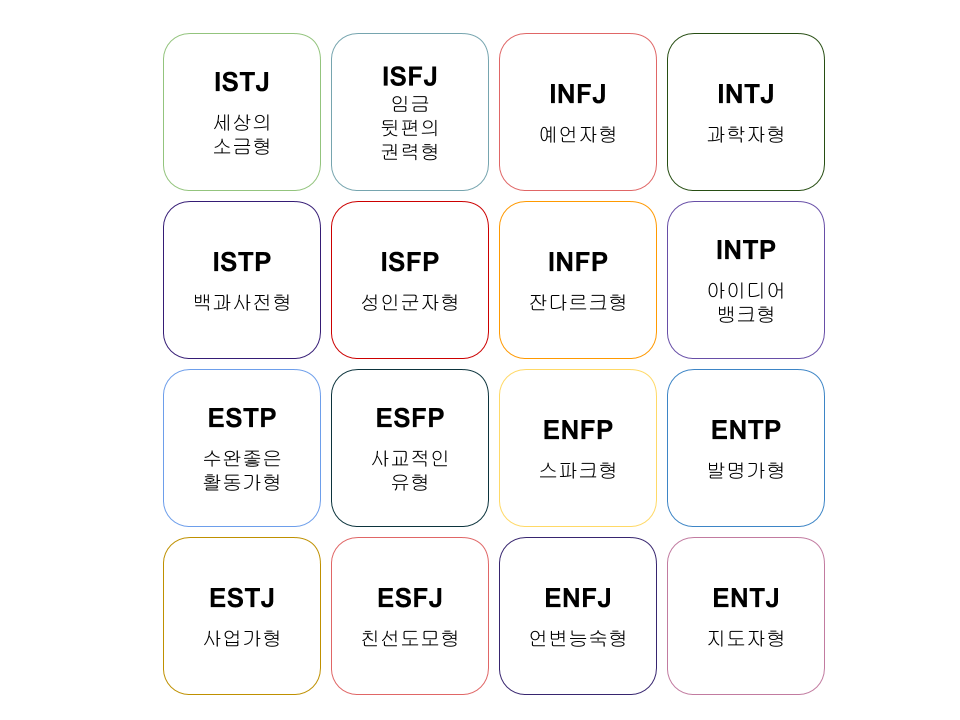 ISTJ
세상의
소금형
ISFJ
임금
뒷편의
권력형
INFJ
예언자형
INTJ
과학자형
ISTP
백과사전형
ISFP
성인군자형
INFP
잔다르크형
INTP
아이디어
뱅크형
ESTP
수완좋은
활동가형
ESFP
사교적인
유형
ENFP
스파크형
ENTP
발명가형
ESTJ
사업가형
ESFJ
친선도모형
ENFJ
언변능숙형
ENTJ
지도자형